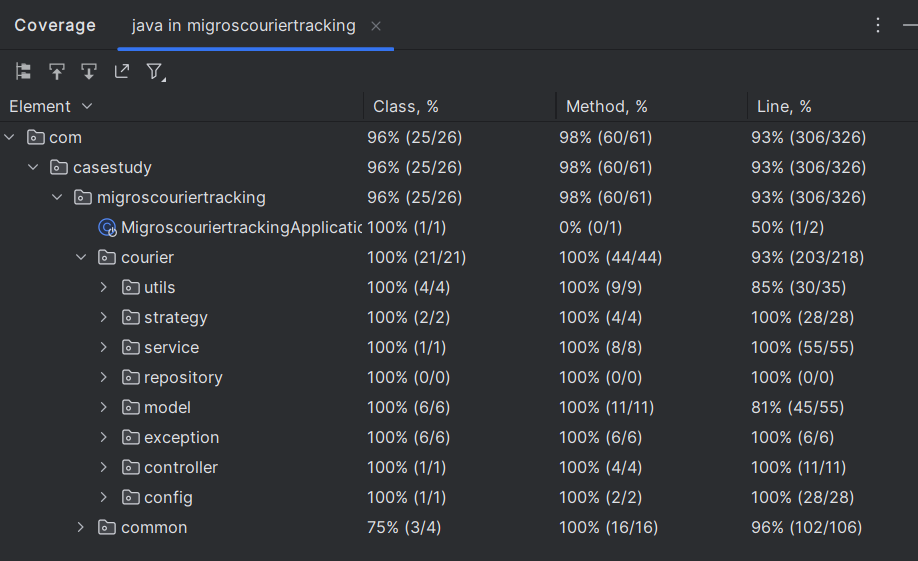 Coverage java in migroscouriertracking
Element Class, % Method, % Line, %
com 96% (25/26) 98% (60/61) 93% (306/326)
casestudy 96% (25/26) 98% (60/61) 93% (306/326)
migroscouriertracking 96% (25/26) 98% (60/61) 93% (306/326)
MigroscouriertrackingApplicatic 100% (1/1) 0% (0/1) 50% (1/2)
courier 100% (21/21) 100% (44/44) 93% (203/218)
utils 100% (4/4) 100% (9/9) 85% (30/35)
strategy 100% (2/2) 100% (4/4) 100% (28/28)
service 100% (1/1) 100% (8/8) 100% (55/55)
repository 100% (0/0) 100% (0/0) 100% (0/0)
model 100% (6/6) 100% (11/11) 81% (45/55)
exception 100% (6/6) 100% (6/6) 100% (6/6)
controller 100% (1/1) 100% (4/4) 100% (11/11)
config 100% (1/1) 100% (2/2) 100% (28/28)
common 75% (3/4) 100% (16/16) 96% (102/106)